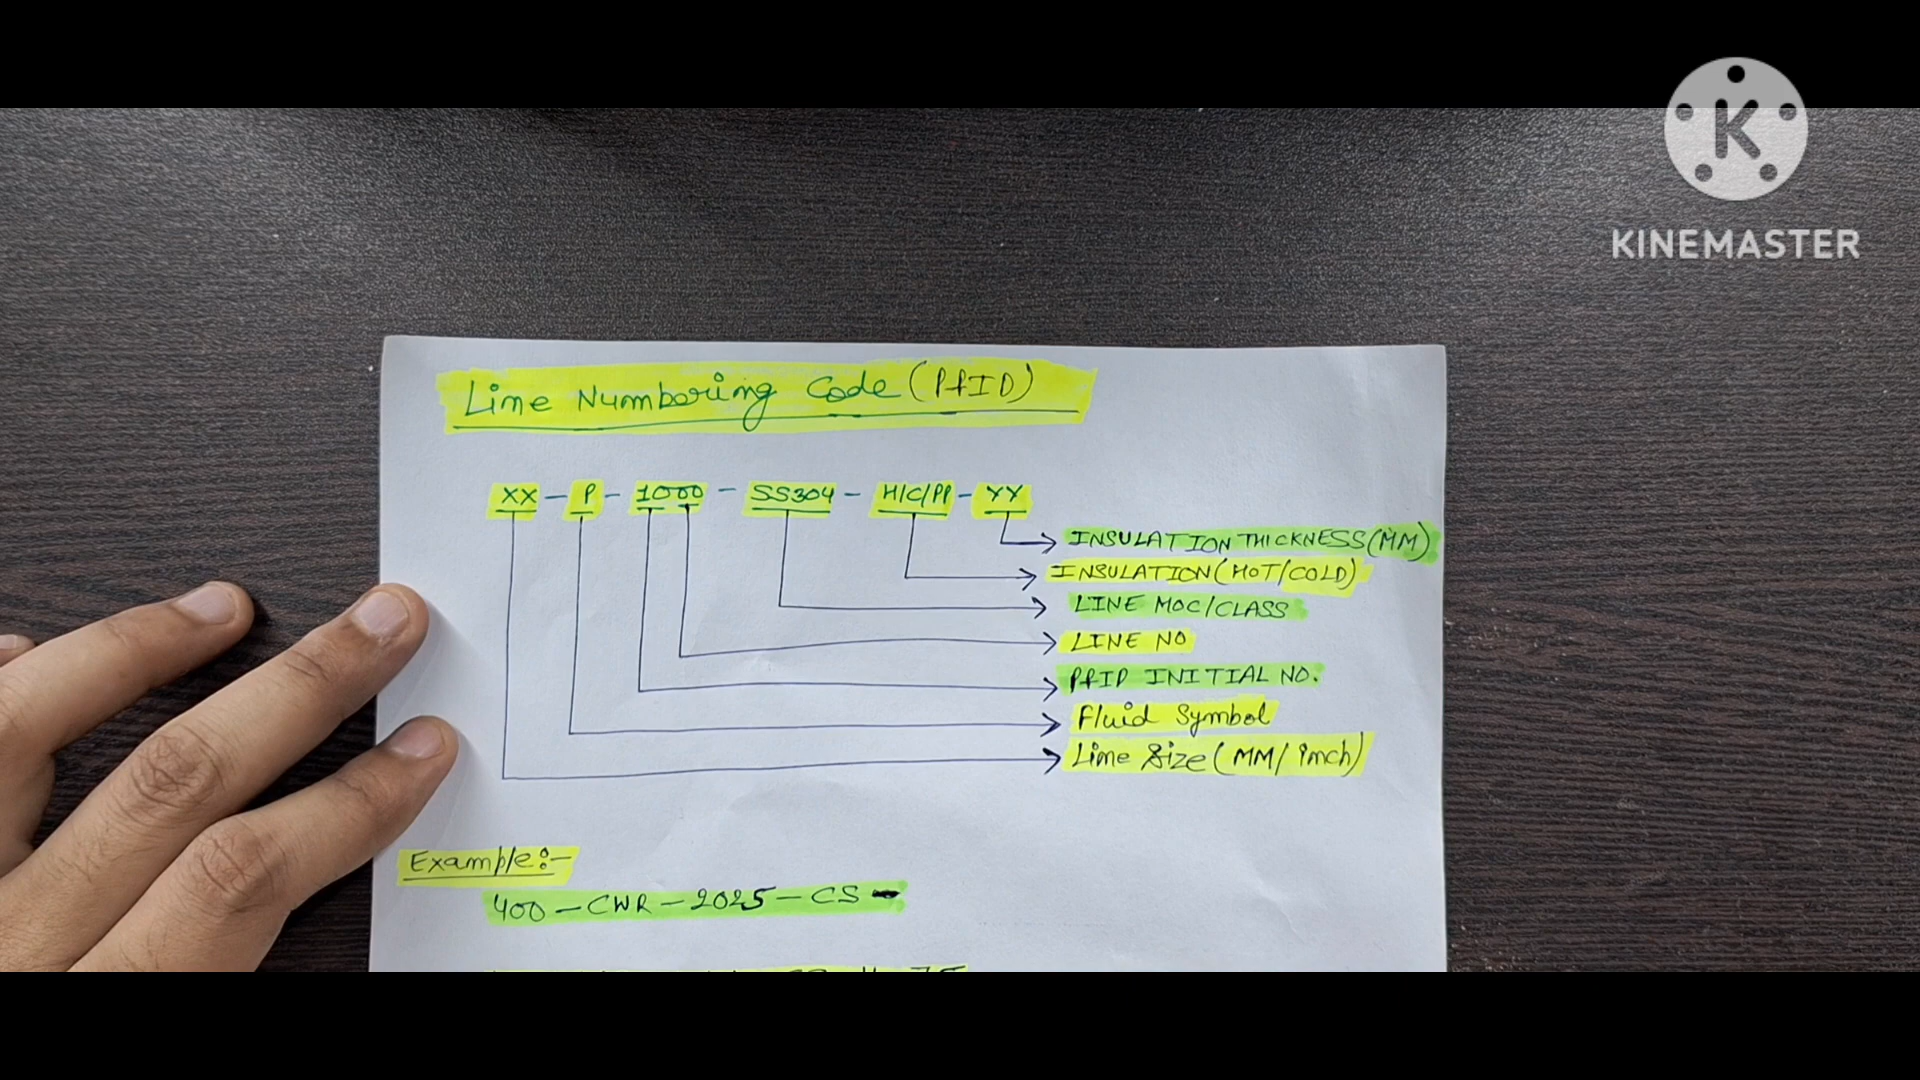 KINEMASTER
Line Numbering Code (P&ID)
XX - P - 1000 - SS304 - H/C/PP - YY
INSULATION THICKNESS (MM)
INSULATION (HOT/COLD)
LINE MOC/CLASS
LINE NO
P&ID INITIAL NO.
Fluid Symbol
Line Size (MM/inch)
Example:-
400 - CWR - 2025 - CS -